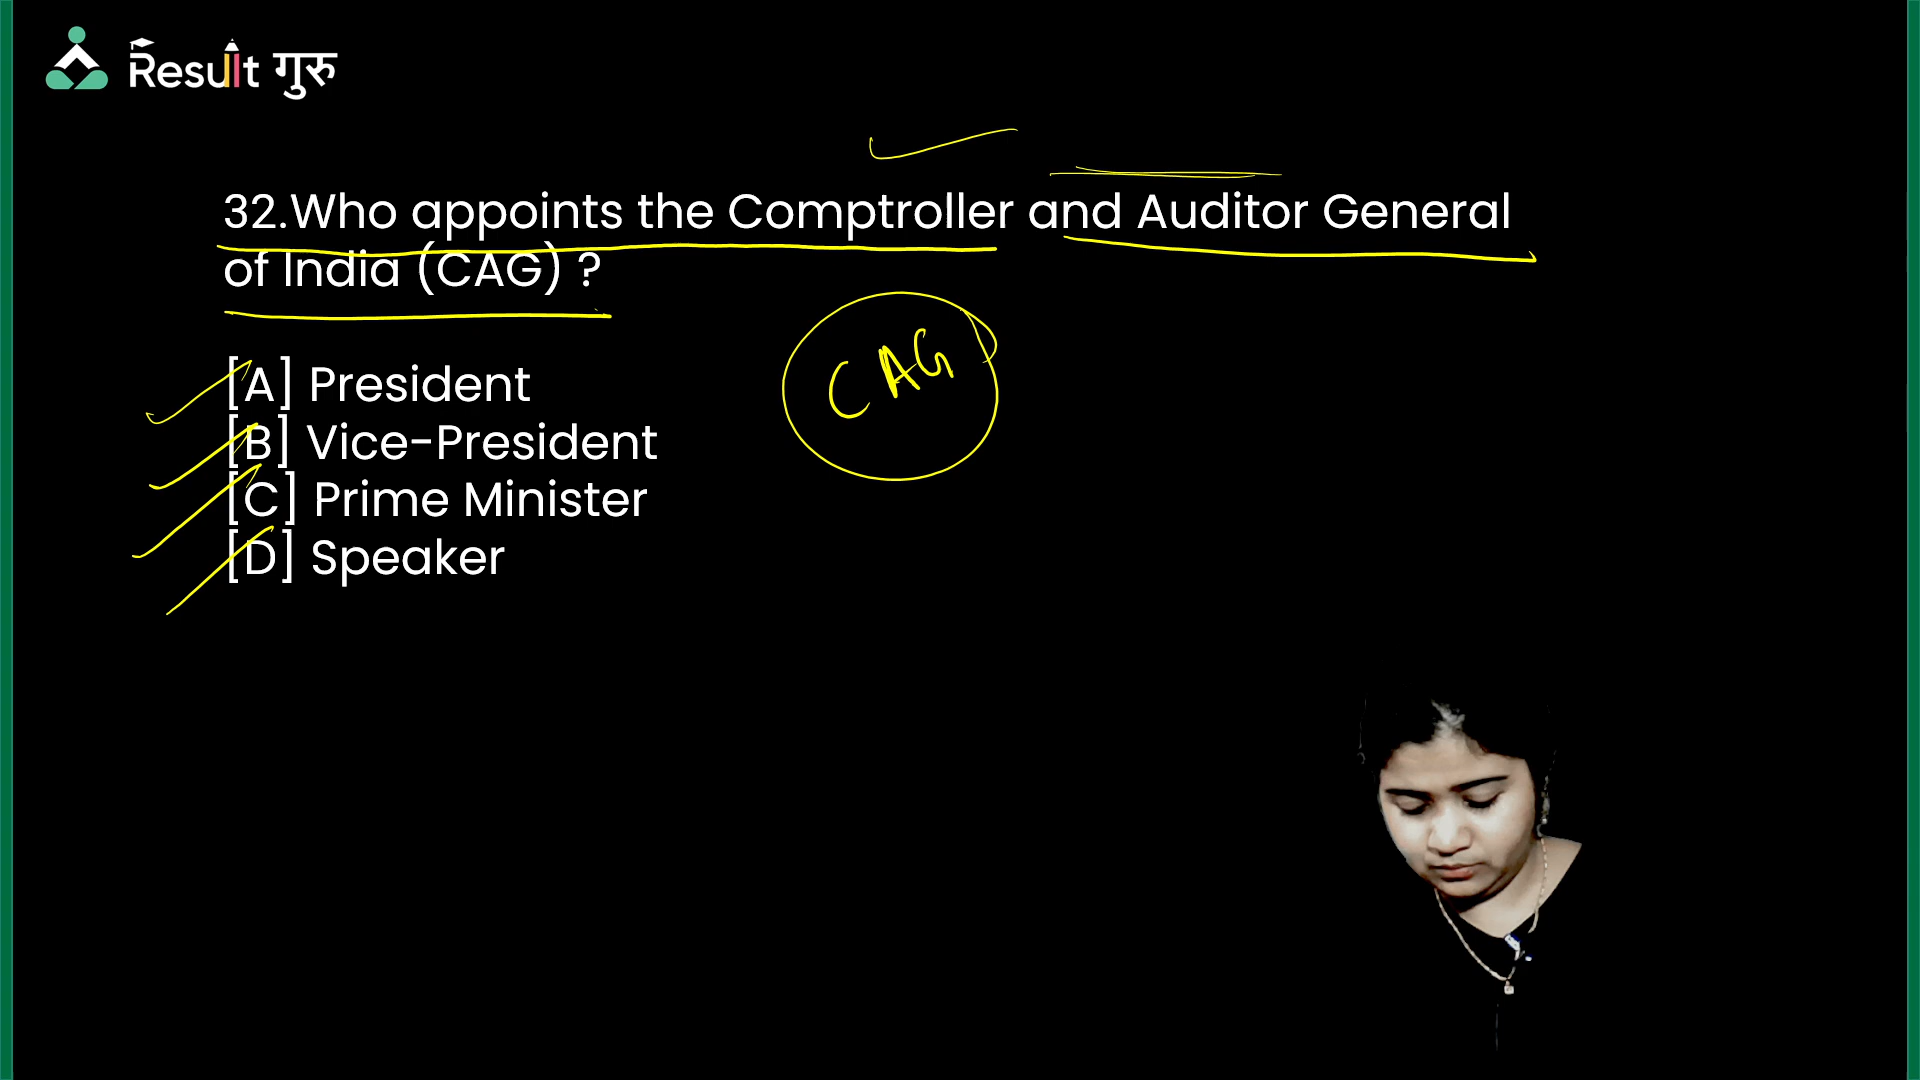 Result गुरु
32.Who appoints the Comptroller and Auditor General
of India (CAG) ?
CAG
[A] President
[B] Vice-President
[C] Prime Minister
[D] Speaker